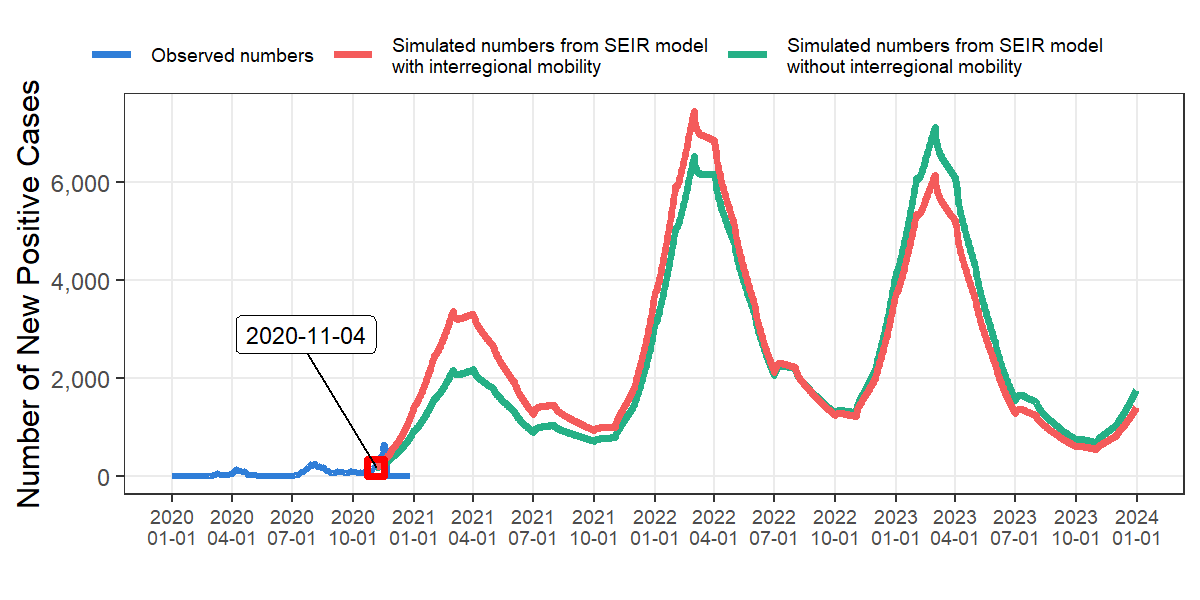 Observed numbers
Simulated numbers from SEIR model
with interregional mobility
Simulated numbers from SEIR model
without interregional mobility
Number of New Positive Cases
6,000
4,000
2,000
0
2020-11-04
2020 2020 2020 2020 2021 2021 2021 2021 2022 2022 2022 2022 2023 2023 2023 2023 2024
01-01 04-01 07-01 10-01 01-01 04-01 07-01 10-01 01-01 04-01 07-01 10-01 01-01 04-01 07-01 10-01 01-01